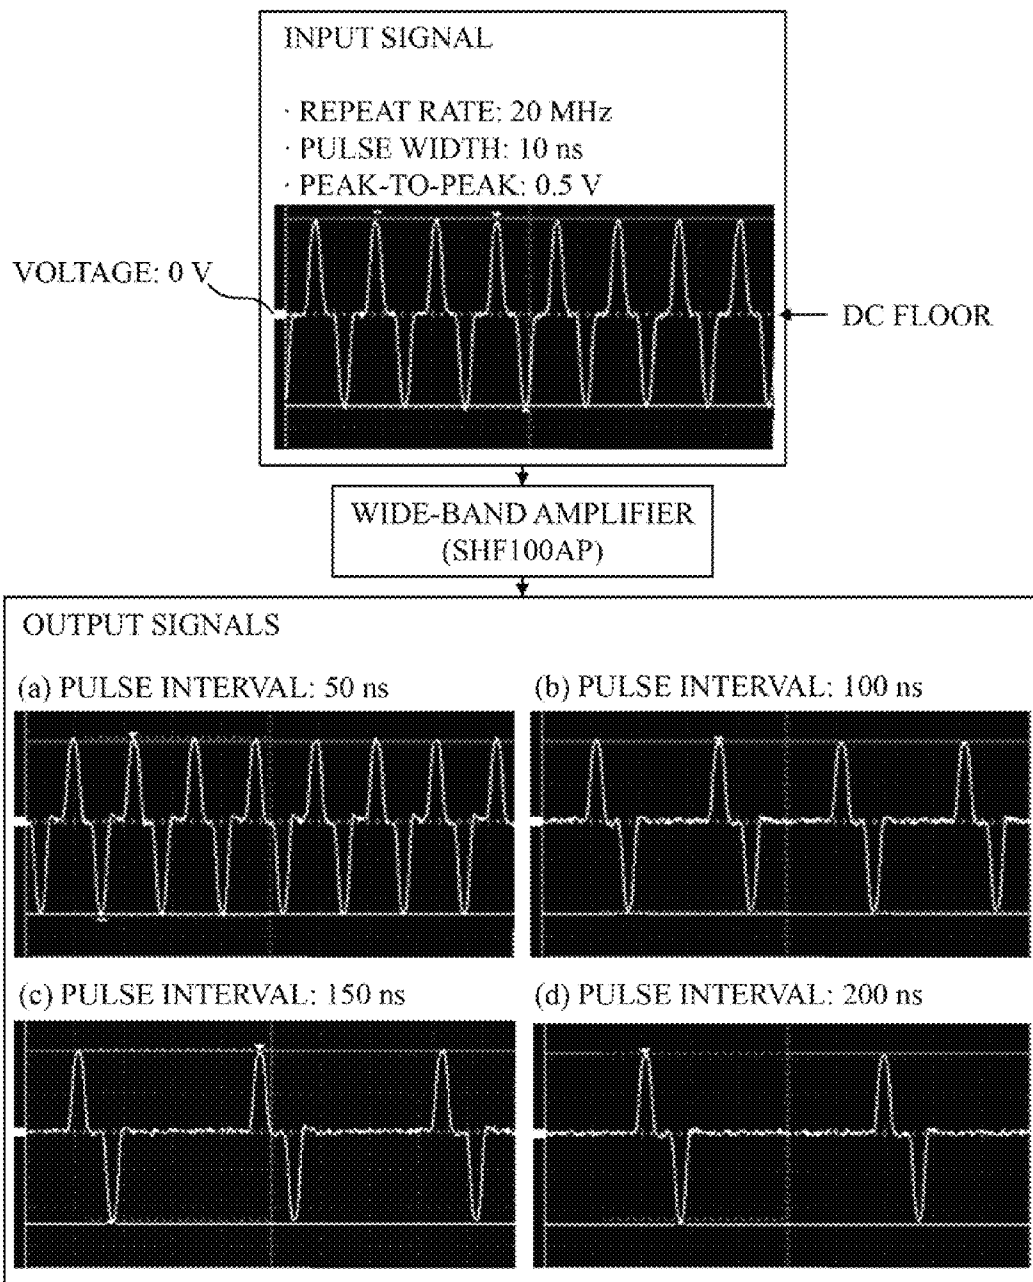 INPUT SIGNAL
· REPEAT RATE: 20 MHz
· PULSE WIDTH: 10 ns
· PEAK-TO-PEAK: 0.5 V
VOLTAGE: 0 V
DC FLOOR
WIDE-BAND AMPLIFIER
(SHF100AP)
OUTPUT SIGNALS
(a) PULSE INTERVAL: 50 ns
(b) PULSE INTERVAL: 100 ns
(c) PULSE INTERVAL: 150 ns
(d) PULSE INTERVAL: 200 ns